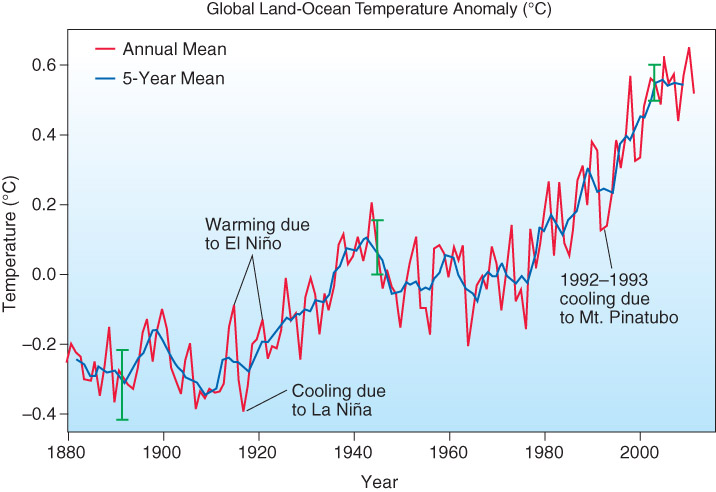 Global Land-Ocean Temperature Anomaly (°C)
Annual Mean
5-Year Mean
Temperature (°C)
0.6
0.4
0.2
0.0
–0.2
–0.4
Warming due
to El Niño
Cooling due
to La Niña
1992–1993
cooling due
to Mt. Pinatubo
1880 1900 1920 1940 1960 1980 2000
Year